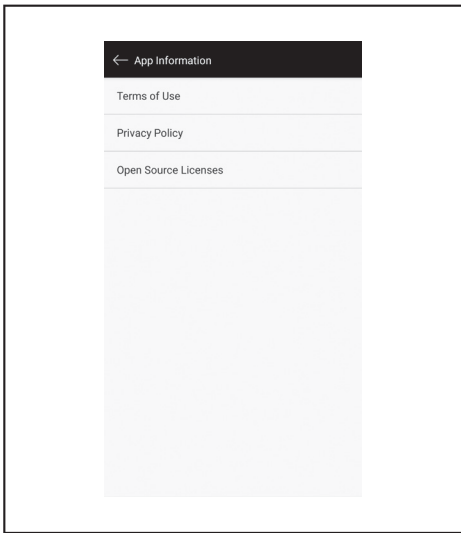 App Information
Terms of Use
Privacy Policy
Open Source Licenses